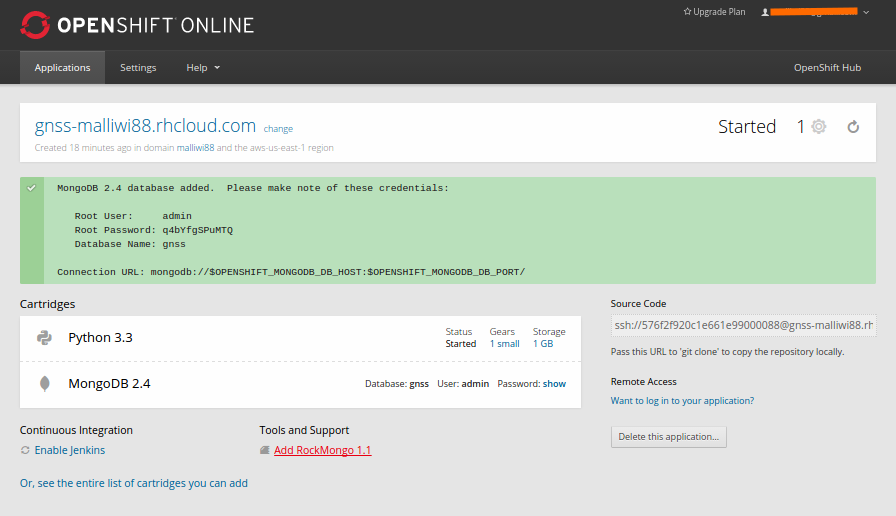 OPENSHIFT ONLINE
Upgrade Plan
Applications Settings Help OpenShift Hub
gnss-malliwi88.rhcloud.com change
Started 1
Created 18 minutes ago in domain malliwi88 and the aws-us-east-1 region
MongoDB 2.4 database added. Please make note of these credentials:
Root User: admin
Root Password: q4bYfgSPuMTQ
Database Name: gnss
Connection URL: mongodb://$OPENSHIFT_MONGODB_DB_HOST:$OPENSHIFT_MONGODB_DB_PORT/
Cartridges
Python 3.3
Status Gears Storage
Started 1 small 1 GB
MongoDB 2.4
Database: gnss User: admin Password: show
Continuous Integration
Enable Jenkins
Tools and Support
Add RockMongo 1.1
Or, see the entire list of cartridges you can add
Source Code
ssh://576f2f920c1e661e99000088@gnss-malliwi88.rh
Pass this URL to 'git clone' to copy the repository locally.
Remote Access
Want to log in to your application?
Delete this application...